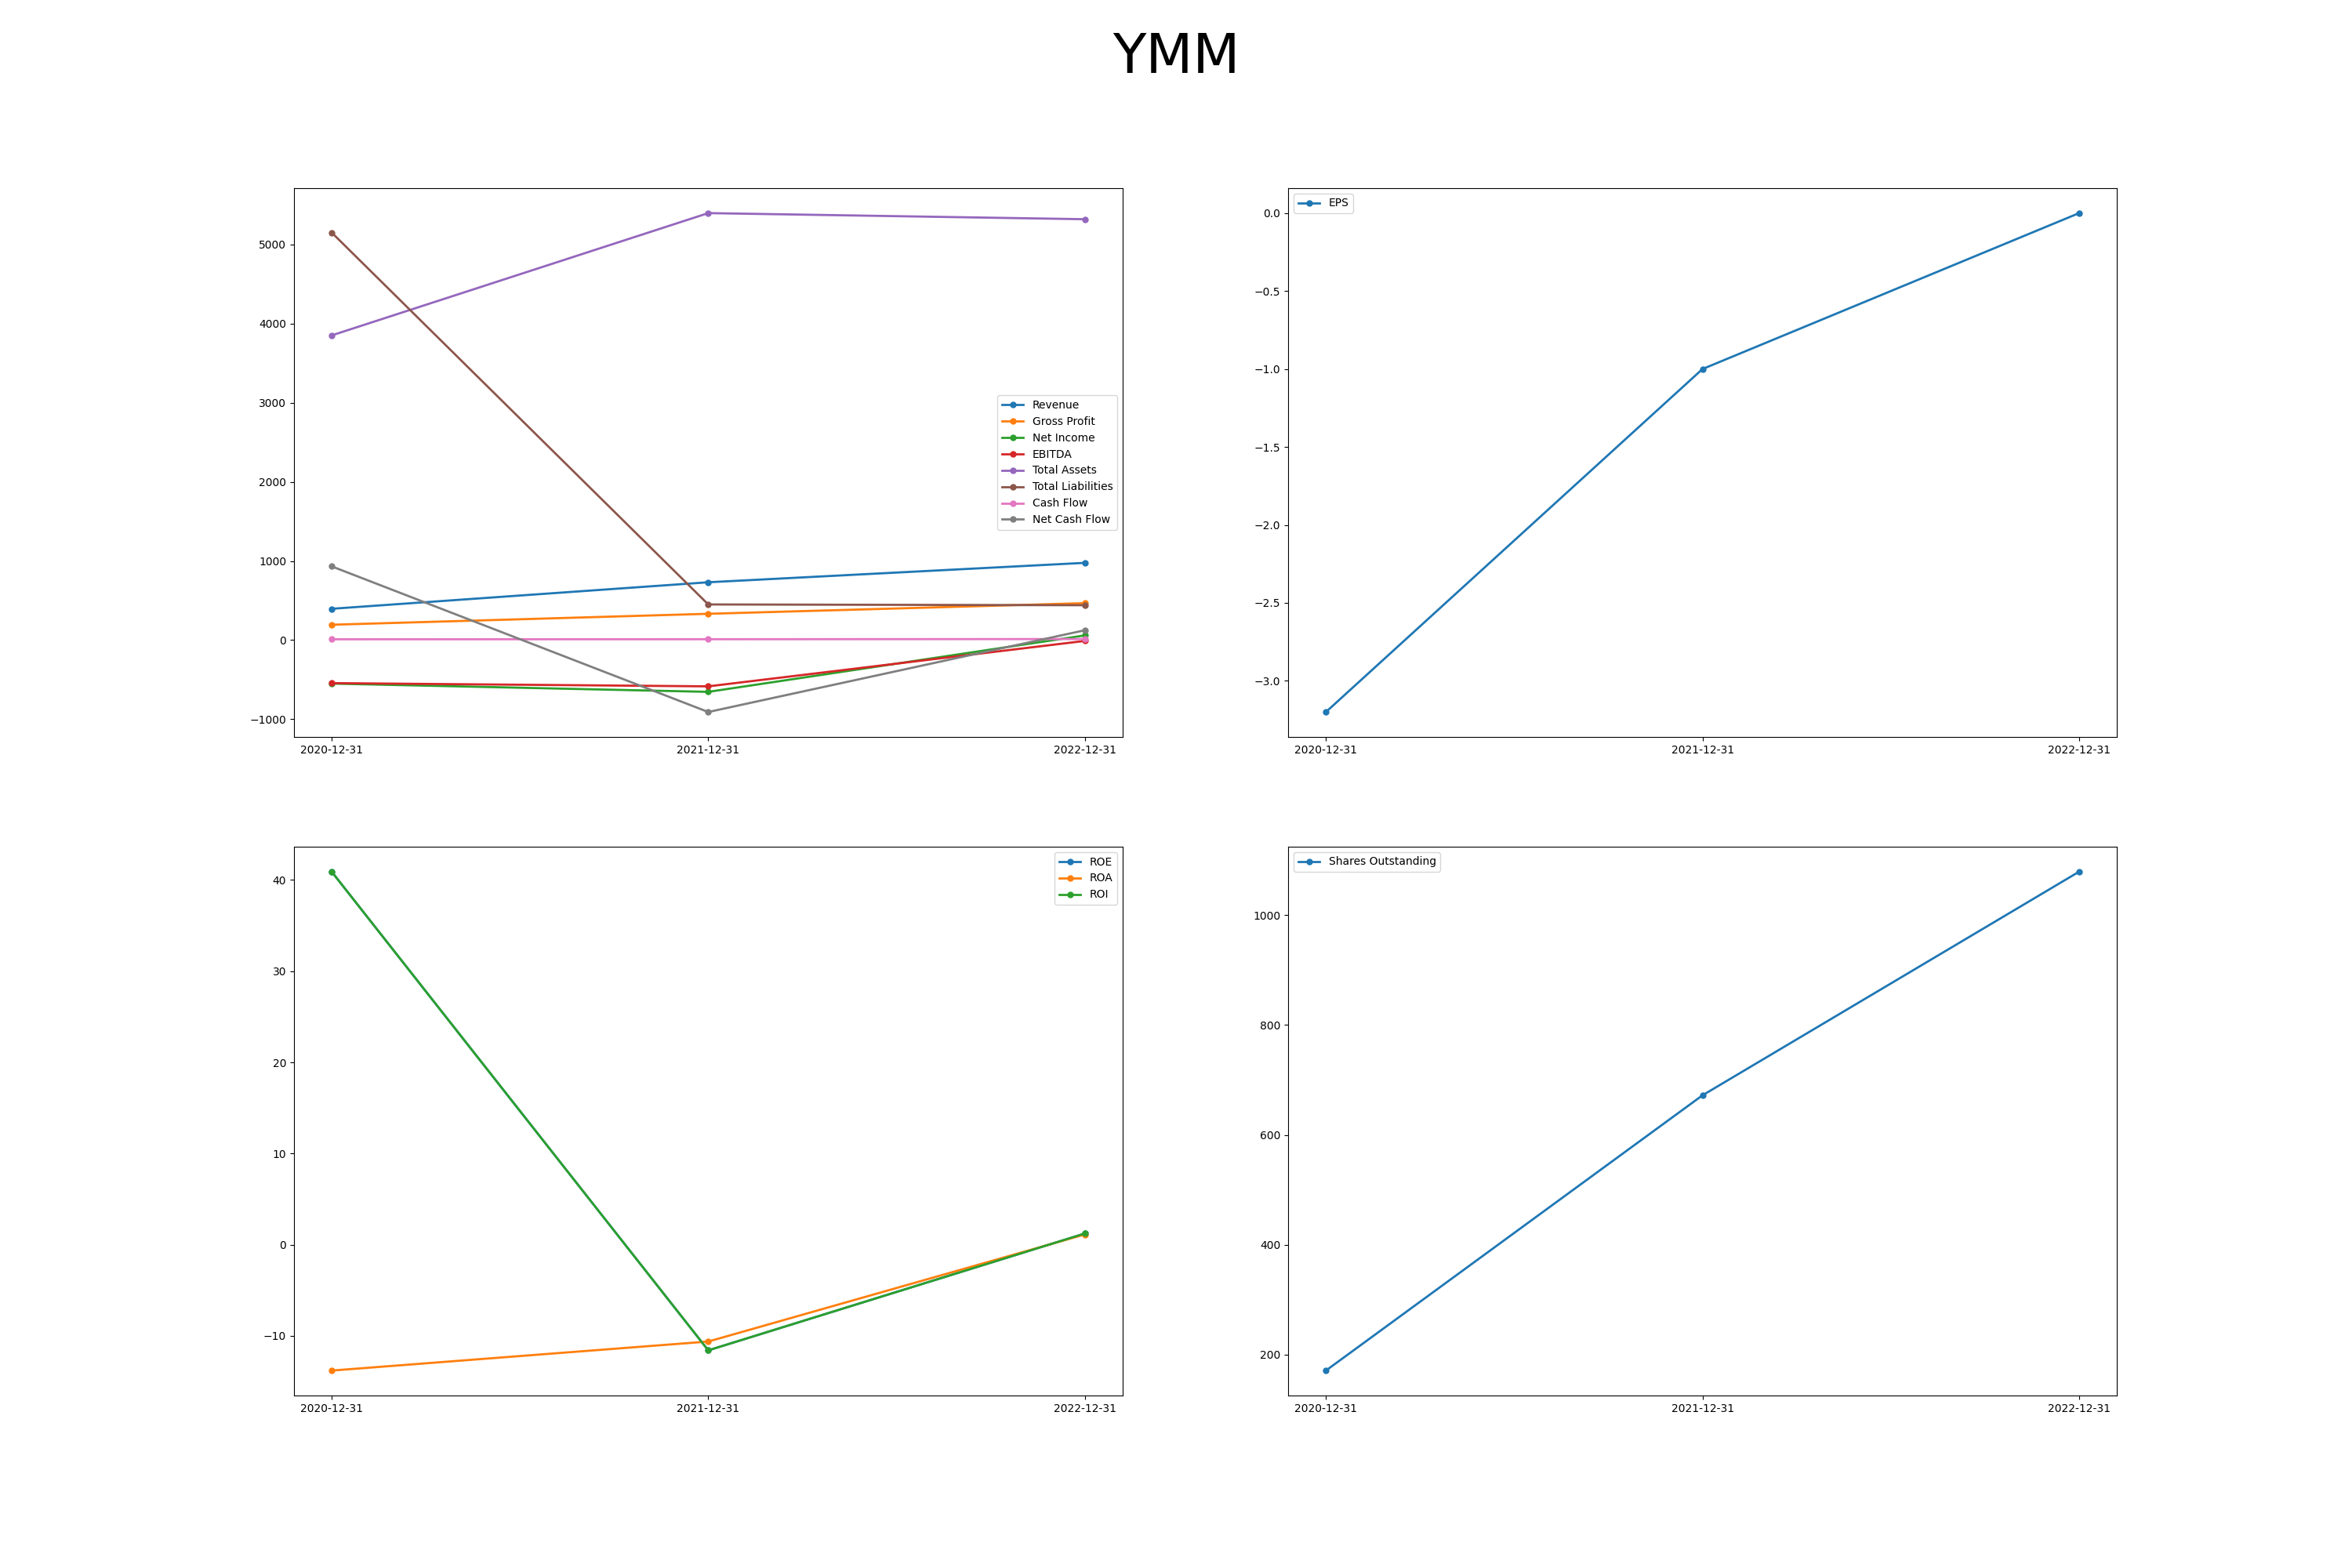 YMM
5000
4000
3000
2000
1000
0
−1000
2020-12-31 2021-12-31 2022-12-31
Revenue
Gross Profit
Net Income
EBITDA
Total Assets
Total Liabilities
Cash Flow
Net Cash Flow
EPS
0.0
−0.5
−1.0
−1.5
−2.0
−2.5
−3.0
2020-12-31 2021-12-31 2022-12-31
ROE
ROA
ROI
40
30
20
10
0
−10
2020-12-31 2021-12-31 2022-12-31
Shares Outstanding
1000
800
600
400
200
2020-12-31 2021-12-31 2022-12-31